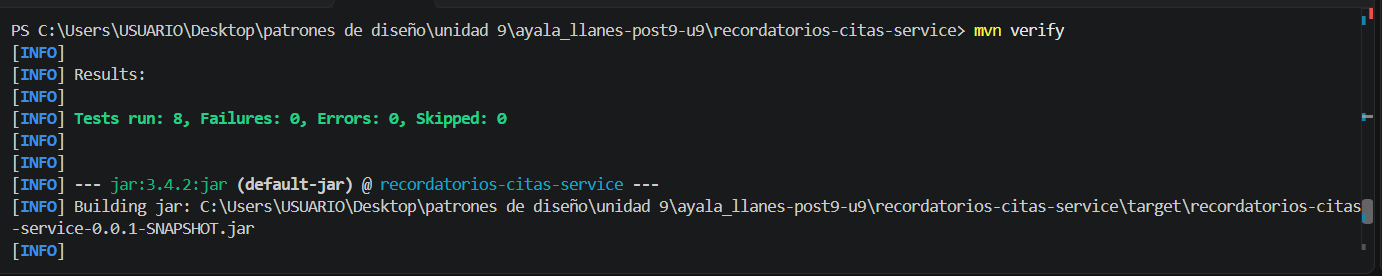 PS C:\Users\USUARIO\Desktop\patrones de diseño\unidad 9\ayala_llanes-post9-u9\recordatorios-citas-service> mvn verify
[INFO]
[INFO] Results:
[INFO]
[INFO] Tests run: 8, Failures: 0, Errors: 0, Skipped: 0
[INFO]
[INFO]
[INFO] --- jar:3.4.2:jar (default-jar) @ recordatorios-citas-service ---
[INFO] Building jar: C:\Users\USUARIO\Desktop\patrones de diseño\unidad 9\ayala_llanes-post9-u9\recordatorios-citas-service\target\recordatorios-citas
-service-0.0.1-SNAPSHOT.jar
[INFO]